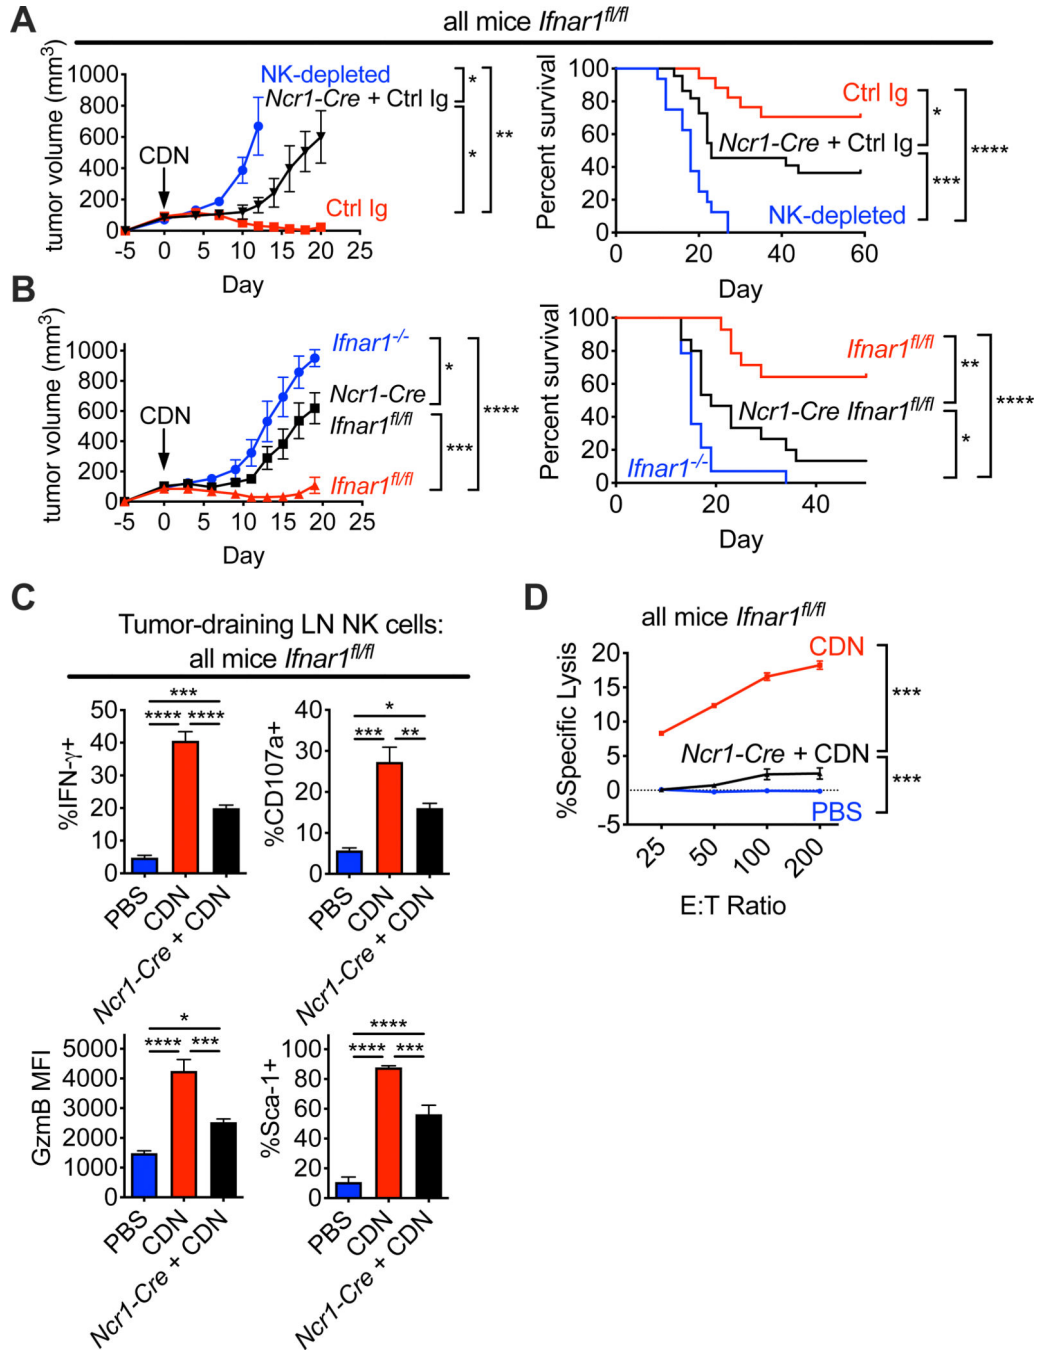 A
all mice Ifnar1fl/fl
tumor volume (mm3)
1000
800
600
400
200
0
-5 0 5 10 15 20 25
Day
CDN
NK-depleted
Ncr1-Cre + Ctrl Ig
Ctrl Ig
*
*
**
Percent survival
100
80
60
40
20
0
0 20 40 60
Day
Ctrl Ig
Ncr1-Cre + Ctrl Ig
NK-depleted
*
***
****
B
tumor volume (mm3)
1000
800
600
400
200
0
-5 0 5 10 15 20 25
Day
CDN
Ifnar1-/-
Ncr1-Cre
Ifnar1fl/fl
Ifnar1fl/fl
*
***
****
Percent survival
100
80
60
40
20
0
0 20 40
Day
Ifnar1fl/fl
Ncr1-Cre Ifnar1fl/fl
Ifnar1-/-
**
*
****
C
Tumor-draining LN NK cells:
all mice Ifnar1fl/fl
%IFN-γ+
50
40
30
20
10
0
***
**** ****
PBS
CDN
Ncr1-Cre + CDN
%CD107a+
40
30
20
10
0
*
*** **
PBS
CDN
Ncr1-Cre + CDN
GzmB MFI
5000
4000
3000
2000
1000
0
*
**** ***
PBS
CDN
Ncr1-Cre + CDN
%Sca-1+
100
80
60
40
20
0
****
**** ***
PBS
CDN
Ncr1-Cre + CDN
D
all mice Ifnar1fl/fl
%Specific Lysis
20
15
10
5
0
-5
25 50 100 200
E:T Ratio
CDN
Ncr1-Cre + CDN
PBS
***
***